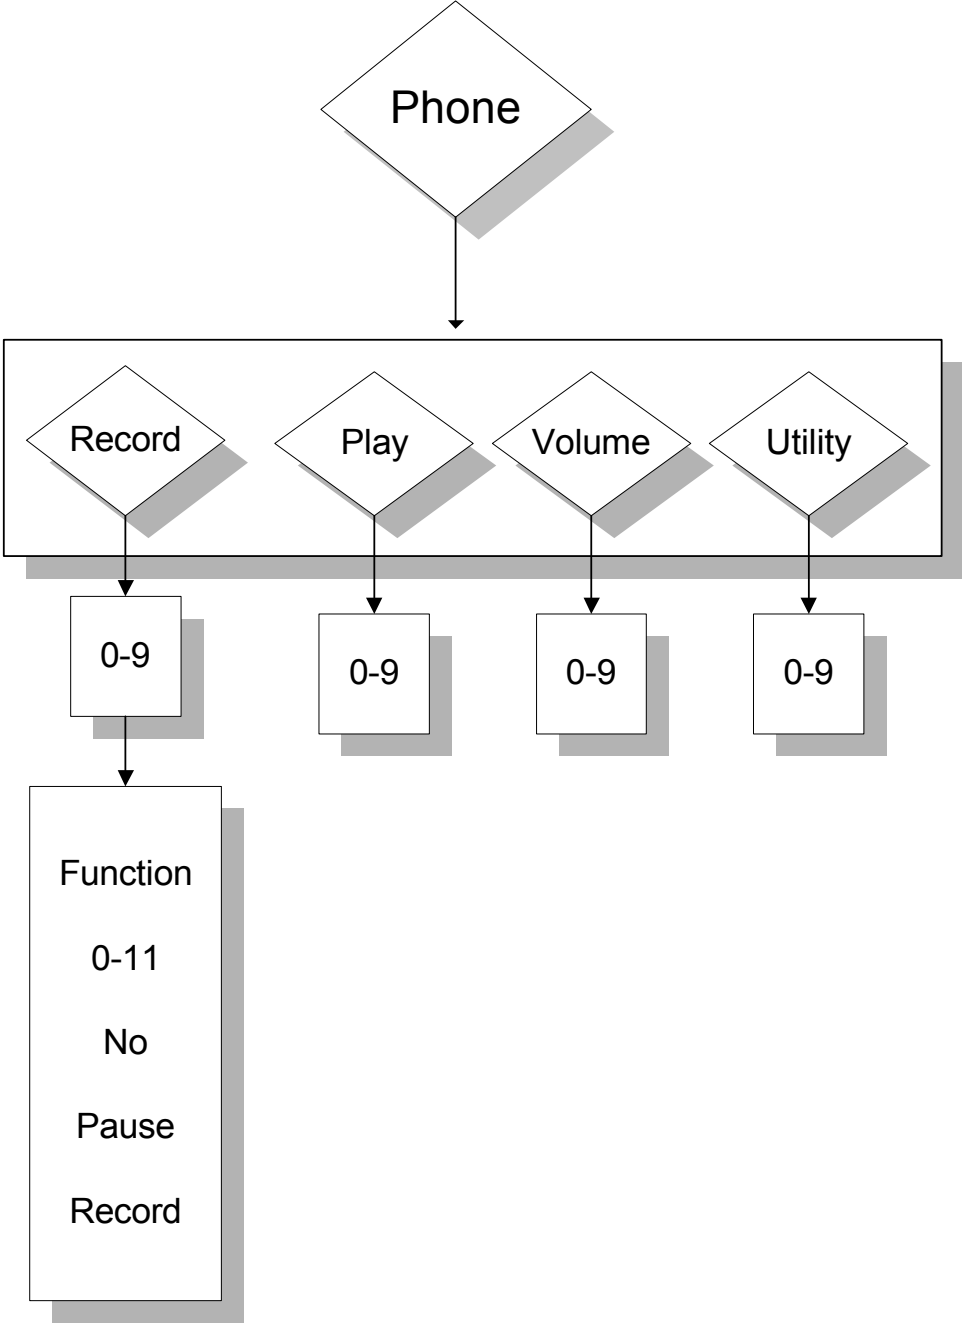 Phone
Record
Play
Volume
Utility
0-9
0-9
0-9
0-9
Function
0-11
No
Pause
Record